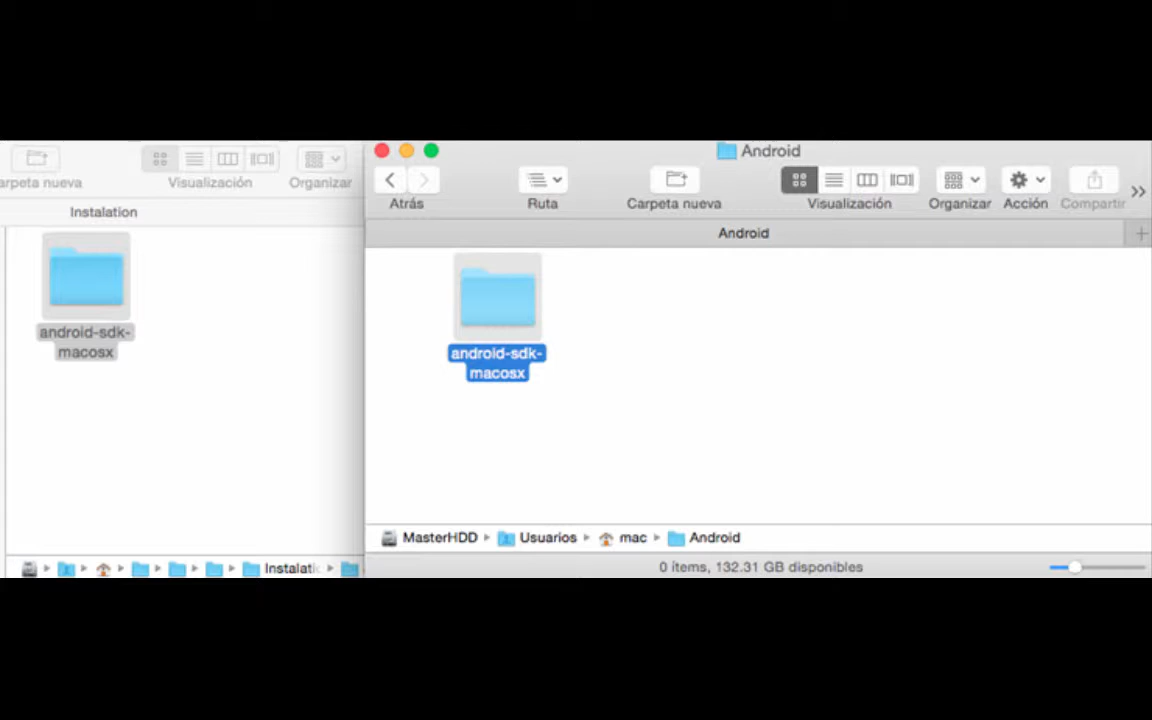 arpeta nueva
Visualización
Organizar
Instalation
android-sdk-
macosx
Instalati
Android
Atrás
Ruta
Carpeta nueva
Visualización
Organizar
Acción
Compartir
Android
android-sdk-
macosx
MasterHDD
Usuarios
mac
Android
0 ítems, 132.31 GB disponibles